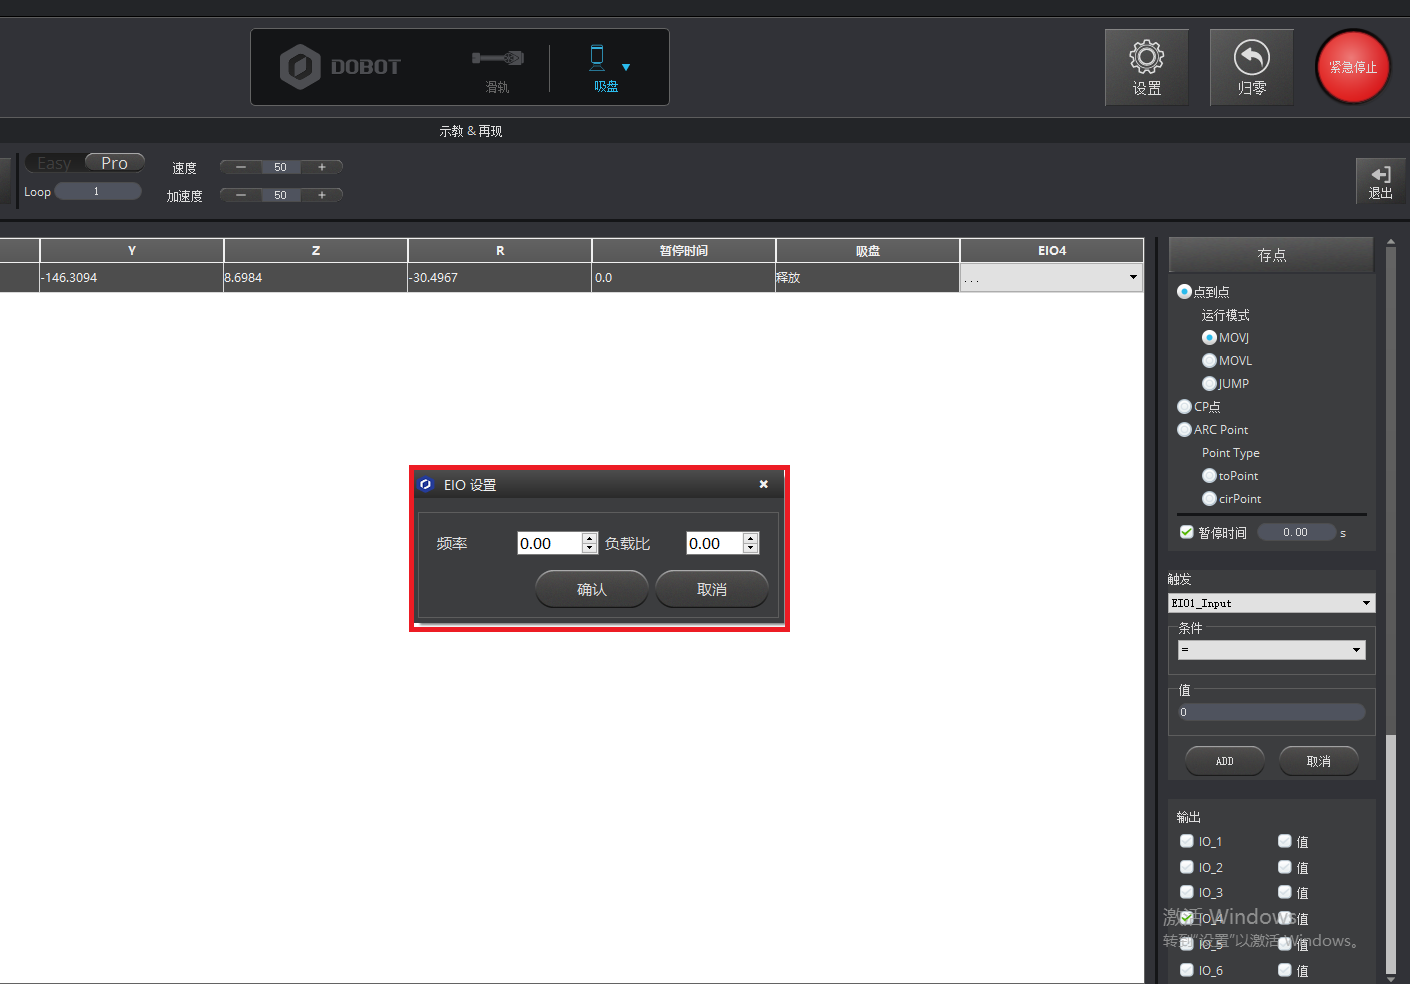 DOBOT
滑轨
吸盘
设置
归零
紧急停止
示教 & 再现
Easy Pro
速度 — 50 +
Loop 1
加速度 — 50 +
退出
Y Z R 暂停时间 吸盘 EIO4
-146.3094 8.6984 -30.4967 0.0 释放 ...
存点
点到点
运行模式
MOVJ
MOVL
JUMP
CP点
ARC Point
Point Type
toPoint
cirPoint
暂停时间 0.00 s
EIO 设置
频率 0.00 负载比 0.00
确认 取消
触发
EIO1_Input
条件
=
值
0
ADD 取消
输出
IO_1 值
IO_2 值
IO_3 值
IO_4 值
IO_5 值
IO_6 值
激活 Windows
转到"设置"以激活 Windows。